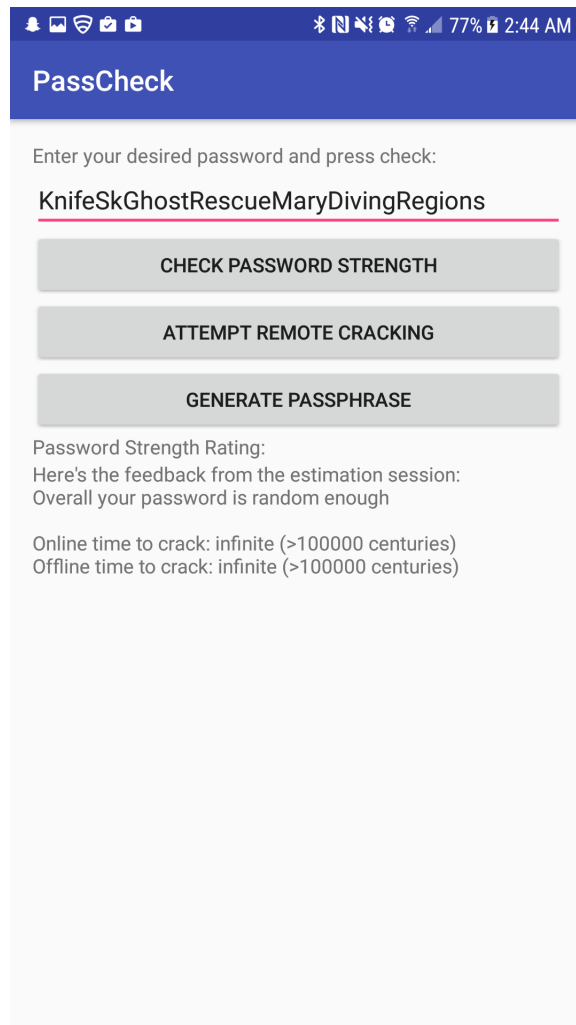 77% 2:44 AM
PassCheck
Enter your desired password and press check:
KnifeSkGhostRescueMaryDivingRegions
CHECK PASSWORD STRENGTH
ATTEMPT REMOTE CRACKING
GENERATE PASSPHRASE
Password Strength Rating:
Here's the feedback from the estimation session:
Overall your password is random enough
Online time to crack: infinite (>100000 centuries)
Offline time to crack: infinite (>100000 centuries)